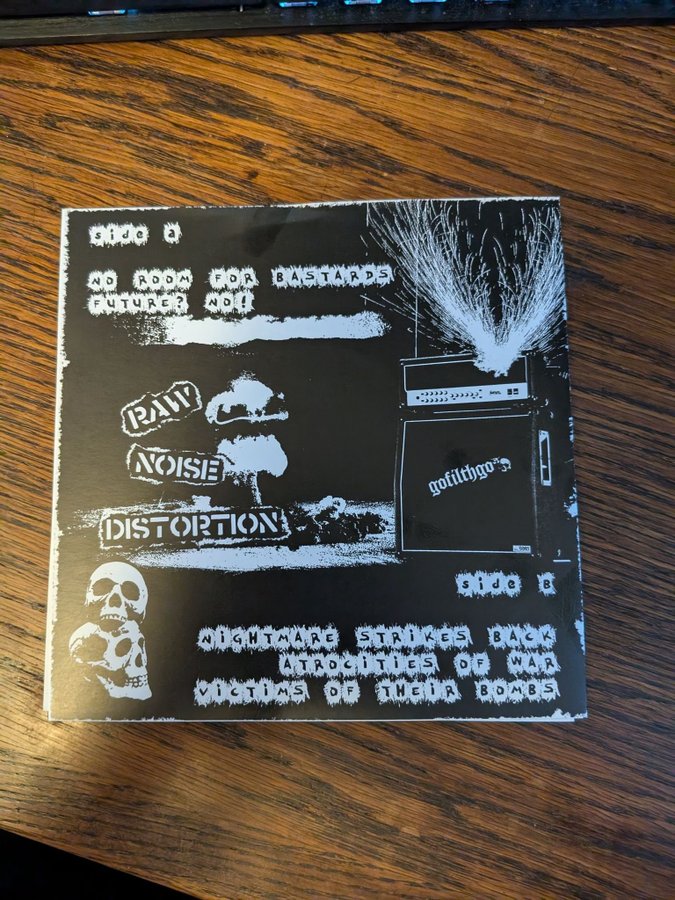 side a
NO ROOM FOR BASTARDS
FUTURE? NO!
RAW
NOISE
DISTORTION
gofilthgo
side B
NIGHTMARE STRIKES BACK
ATROCITIES OF WAR
VICTIMS OF THEIR BOMBS